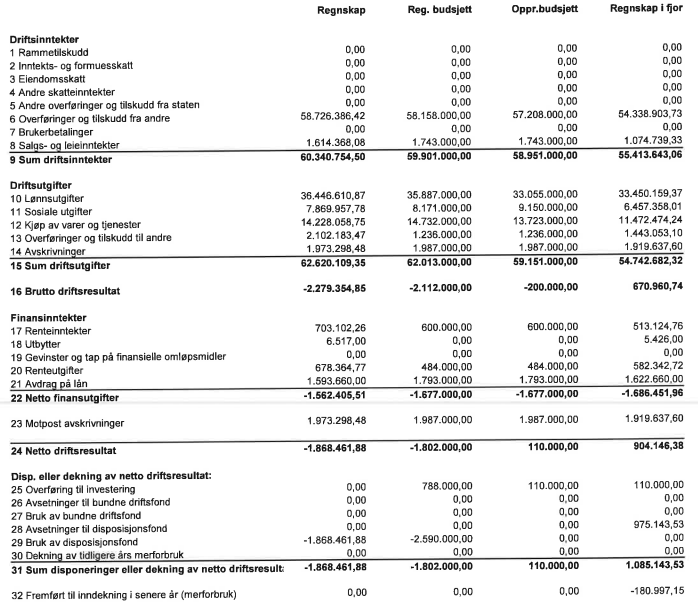 Regnskap Reg. budsjett Oppr.budsjett Regnskap i fjor
Driftsinntekter
1 Rammetilskudd 0,00 0,00 0,00 0,00
2 Inntekts- og formuesskatt 0,00 0,00 0,00 0,00
3 Eiendomsskatt 0,00 0,00 0,00 0,00
4 Andre skatteinntekter 0,00 0,00 0,00 0,00
5 Andre overføringer og tilskudd fra staten 0,00 0,00 0,00 0,00
6 Overføringer og tilskudd fra andre 58.726.386,42 58.158.000,00 57.208.000,00 54.338.903,73
7 Brukerbetalinger 0,00 0,00 0,00 0,00
8 Salgs- og leieinntekter 1.614.368,08 1.743.000,00 1.743.000,00 1.074.739,33
9 Sum driftsinntekter 60.340.754,50 59.901.000,00 58.951.000,00 55.413.643,06
Driftsutgifter
10 Lønnsutgifter 36.446.610,87 35.887.000,00 33.055.000,00 33.450.159,37
11 Sosiale utgifter 7.869.957,78 8.171.000,00 9.150.000,00 6.457.358,01
12 Kjøp av varer og tjenester 14.228.058,75 14.732.000,00 13.723.000,00 11.472.474,24
13 Overføringer og tilskudd til andre 2.102.183,47 1.236.000,00 1.236.000,00 1.443.053,10
14 Avskrivninger 1.973.298,48 1.987.000,00 1.987.000,00 1.919.637,60
15 Sum driftsutgifter 62.620.109,35 62.013.000,00 59.151.000,00 54.742.682,32
16 Brutto driftsresultat -2.279.354,85 -2.112.000,00 -200.000,00 670.960,74
Finansinntekter
17 Renteinntekter 703.102,26 600.000,00 600.000,00 513.124,76
18 Utbytter 6.517,00 0,00 0,00 5.426,00
19 Gevinster og tap på finansielle omløpsmidler 0,00 0,00 0,00 0,00
20 Renteutgifter 678.364,77 484.000,00 484.000,00 582.342,72
21 Avdrag på lån 1.593.660,00 1.793.000,00 1.793.000,00 1.622.660,00
22 Netto finansutgifter -1.562.405,51 -1.677.000,00 -1.677.000,00 -1.686.451,96
23 Motpost avskrivninger 1.973.298,48 1.987.000,00 1.987.000,00 1.919.637,60
24 Netto driftsresultat -1.868.461,88 -1.802.000,00 110.000,00 904.146,38
Disp. eller dekning av netto driftsresultat:
25 Overføring til investering 0,00 788.000,00 110.000,00 110.000,00
26 Avsetninger til bundne driftsfond 0,00 0,00 0,00 0,00
27 Bruk av bundne driftsfond 0,00 0,00 0,00 0,00
28 Avsetninger til disposisjonsfond 0,00 0,00 0,00 975.143,53
29 Bruk av disposisjonsfond -1.868.461,88 -2.590.000,00 0,00 0,00
30 Dekning av tidligere års merforbruk 0,00 0,00 0,00 0,00
31 Sum disponeringer eller dekning av netto driftsresult: -1.868.461,88 -1.802.000,00 110.000,00 1.085.143,53
32 Fremført til inndekning i senere år (merforbruk) 0,00 0,00 0,00 -180.997,15